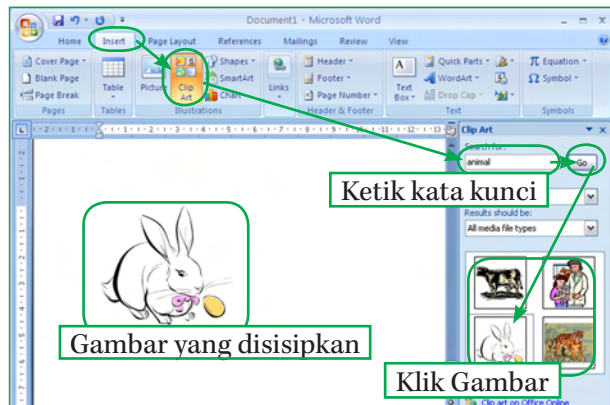 Document1 - Microsoft Word
Home Insert Page Layout References Mailings Review View
Cover Page
Blank Page
Page Break
Pages
Table
Tables
Picture
Clip Art
Shapes
SmartArt
Chart
Illustrations
Links
Header
Footer
Page Number
Header & Footer
Text Box
Quick Parts
WordArt
Drop Cap
Text
Equation
Symbol
Symbols
Clip Art
Search for:
animal
Go
Ketik kata kunci
Results should be:
All media file types
Gambar yang disisipkan
Klik Gambar
Clip art on Office Online